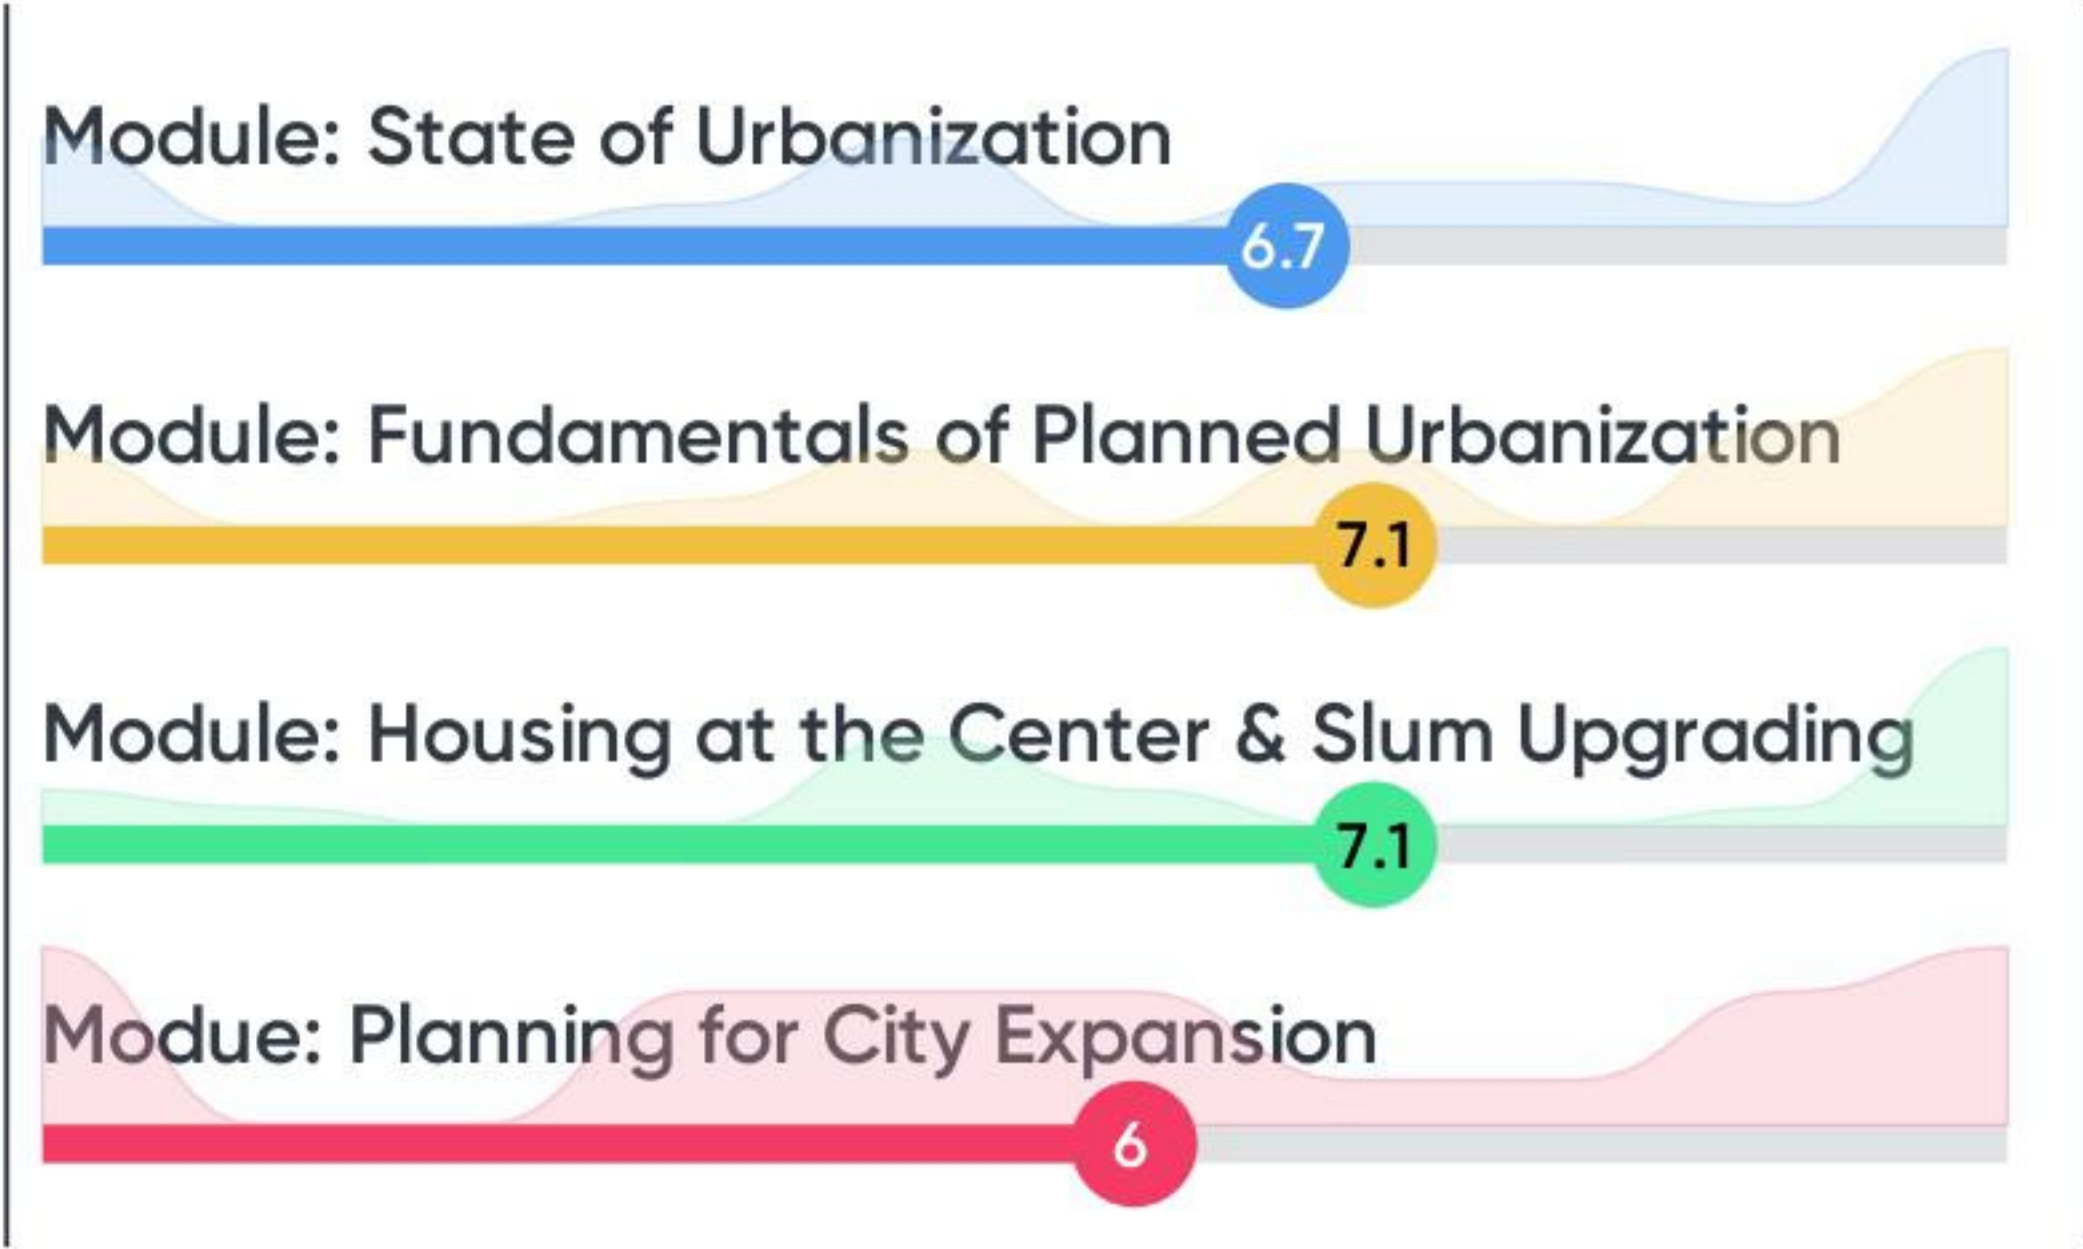 Module: State of Urbanization
6.7
Module: Fundamentals of Planned Urbanization
7.1
Module: Housing at the Center & Slum Upgrading
7.1
Modue: Planning for City Expansion
6